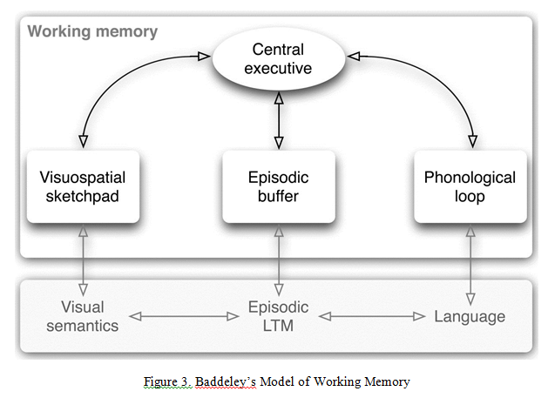 Working memory
Central
executive
Visuospatial
sketchpad
Episodic
buffer
Phonological
loop
Visual
semantics
Episodic
LTM
Language
Figure 3. Baddeley's Model of Working Memory